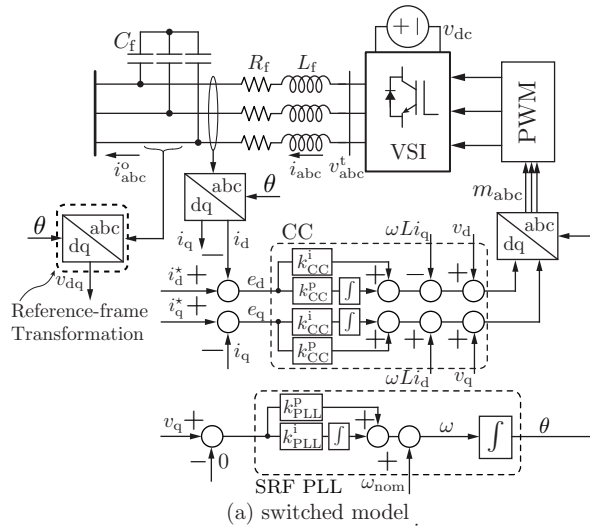 C_f
R_f
L_f
+ | −
v_dc
VSI
PWM
i^o_abc
i_abc
v^t_abc
m_abc
θ
abc
dq
v_dq
abc
dq
θ
i_q
−
i_d
abc
dq
Reference-frame
Transformation
CC
ωLi_q
v_d
i^⋆_d
+
e_d
k^i_CC
k^p_CC
∫
+
+
−
+
i^⋆_q
+
e_q
k^i_CC
∫
k^p_CC
+
+
+
+
−
i_q
ωLi_d
v_q
v_q
+
−
0
k^p_PLL
k^i_PLL
∫
+
+
ω
∫
θ
ω_nom
SRF PLL
(a) switched model